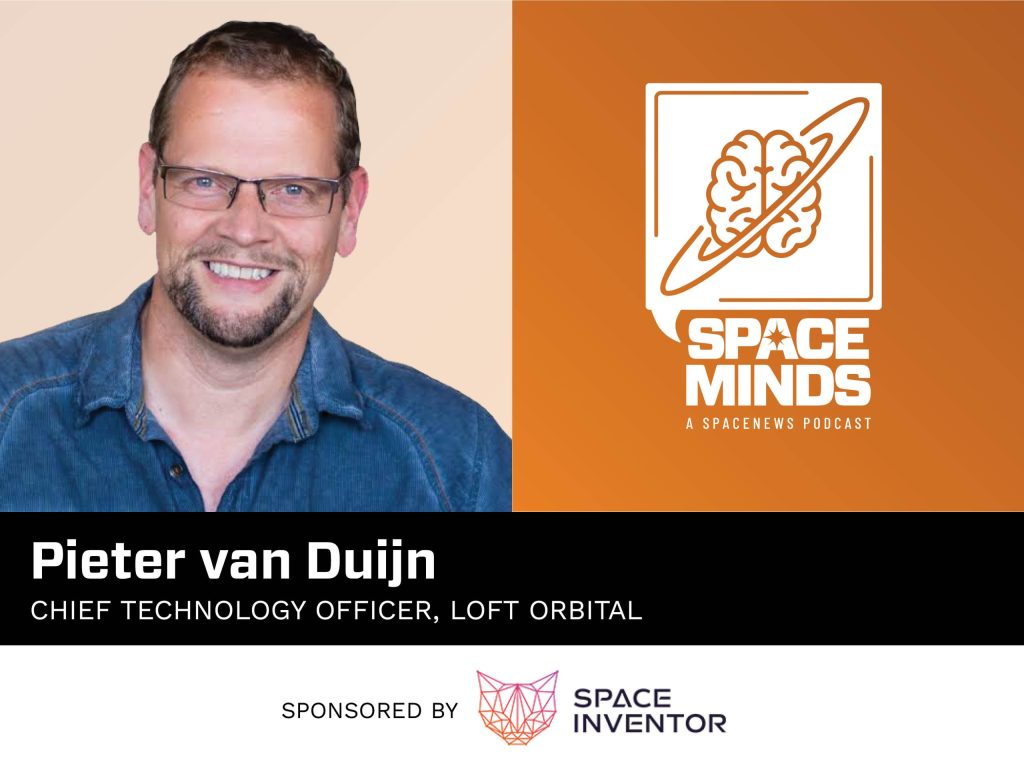 SPACE
MINDS
A SPACENEWS PODCAST
Pieter van Duijn
CHIEF TECHNOLOGY OFFICER, LOFT ORBITAL
SPONSORED BY
SPACE
INVENTOR